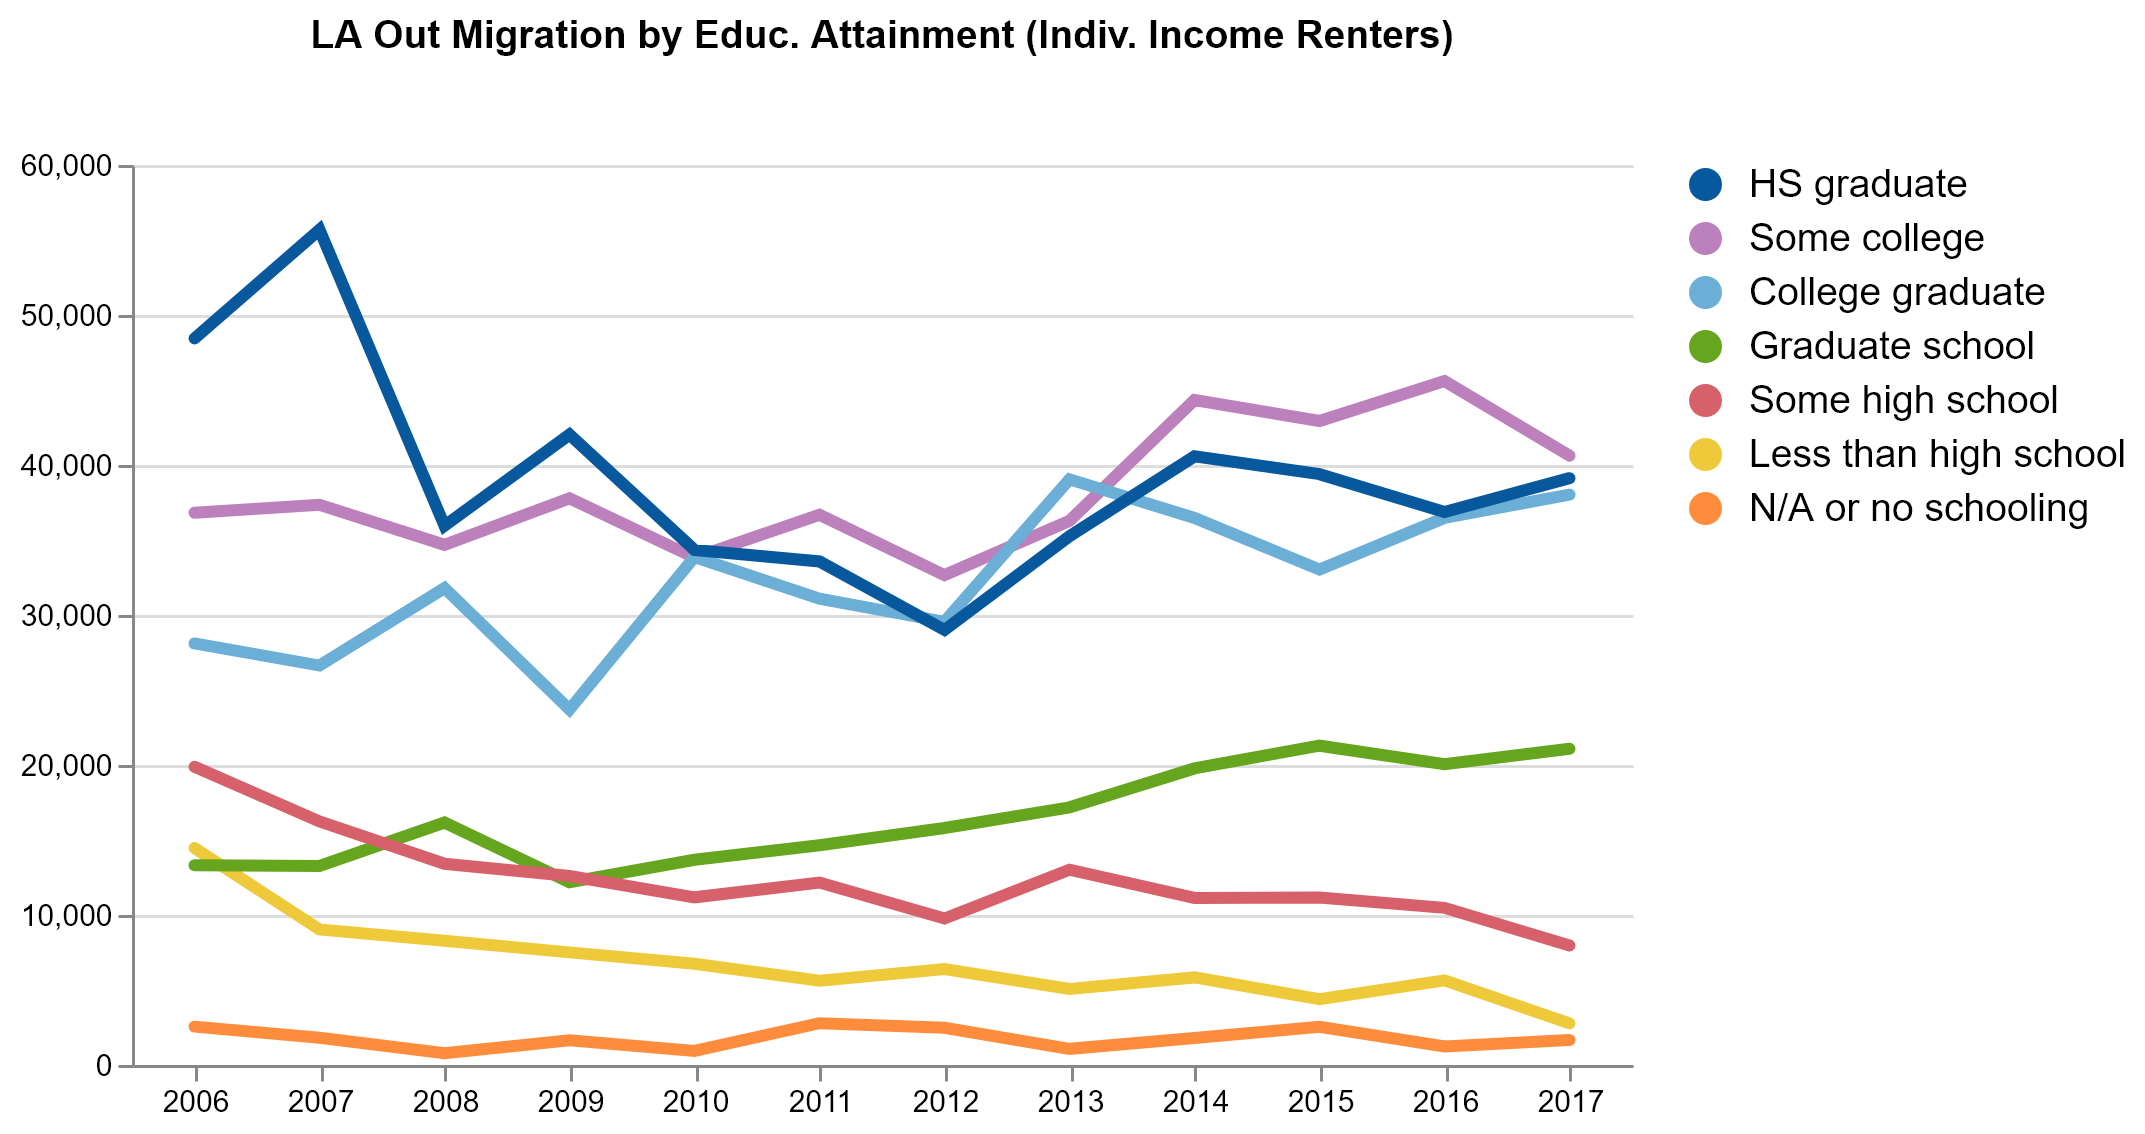 LA Out Migration by Educ. Attainment (Indiv. Income Renters)
60,000
50,000
40,000
30,000
20,000
10,000
0
2006 2007 2008 2009 2010 2011 2012 2013 2014 2015 2016 2017
HS graduate
Some college
College graduate
Graduate school
Some high school
Less than high school
N/A or no schooling